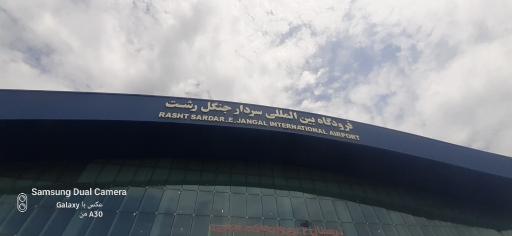 فرودگاه بین المللی سردار جنگل رشت
RASHT SARDAR.E.JANGAL INTERNATIONAL AIRPORT
Samsung Dual Camera
عکس با Galaxy
A30 من